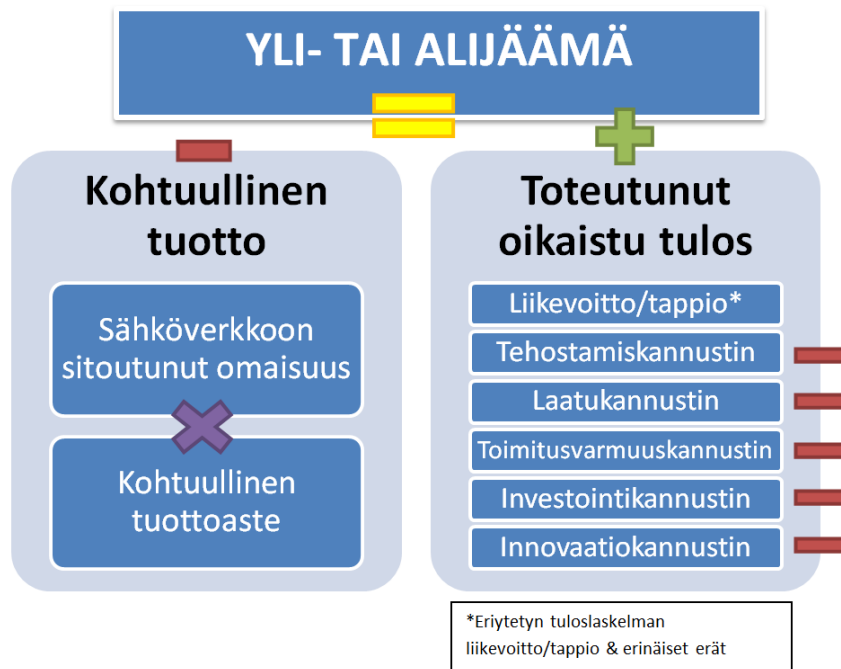 YLI- TAI ALIJÄÄMÄ
Kohtuullinen
tuotto
Sähköverkkoon
sitoutunut omaisuus
Kohtuullinen
tuottoaste
Toteutunut
oikaistu tulos
Liikevoitto/tappio*
Tehostamiskannustin
Laatukannustin
Toimitusvarmuuskannustin
Investointikannustin
Innovaatiokannustin
*Eriytetyn tuloslaskelman
liikevoitto/tappio & erinäiset erät